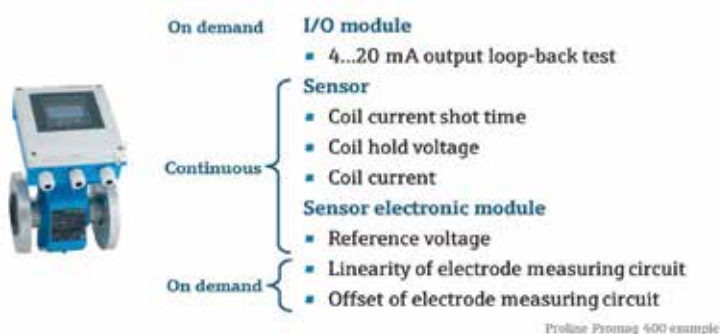 On demand I/O module
▪ 4...20 mA output loop-back test
Sensor
▪ Coil current shot time
▪ Coil hold voltage
Continuous
▪ Coil current
Sensor electronic module
▪ Reference voltage
▪ Linearity of electrode measuring circuit
On demand
▪ Offset of electrode measuring circuit
Proline Promag 400 example